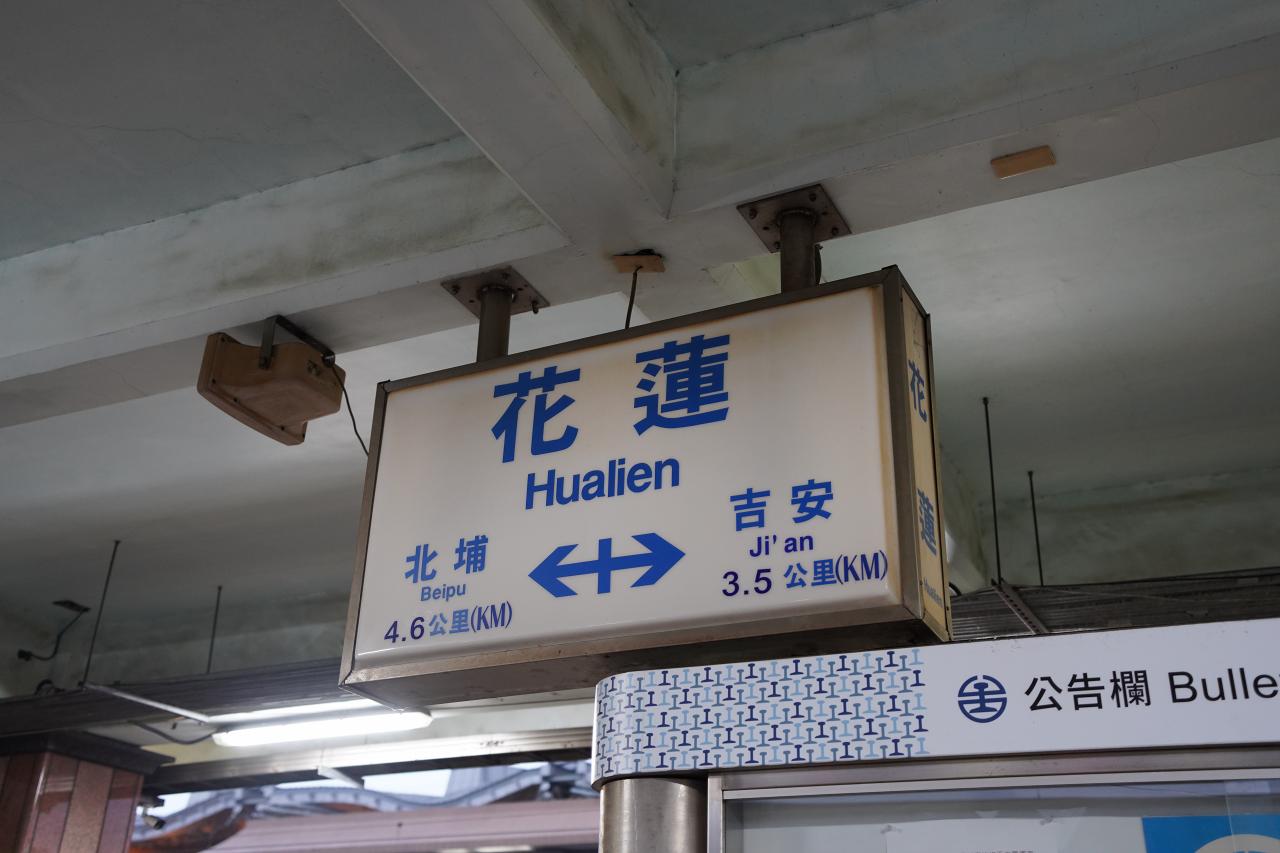 花蓮
Hualien
北埔
Beipu
4.6公里(KM)
吉安
Ji'an
3.5公里(KM)
花蓮
Hualien
公告欄